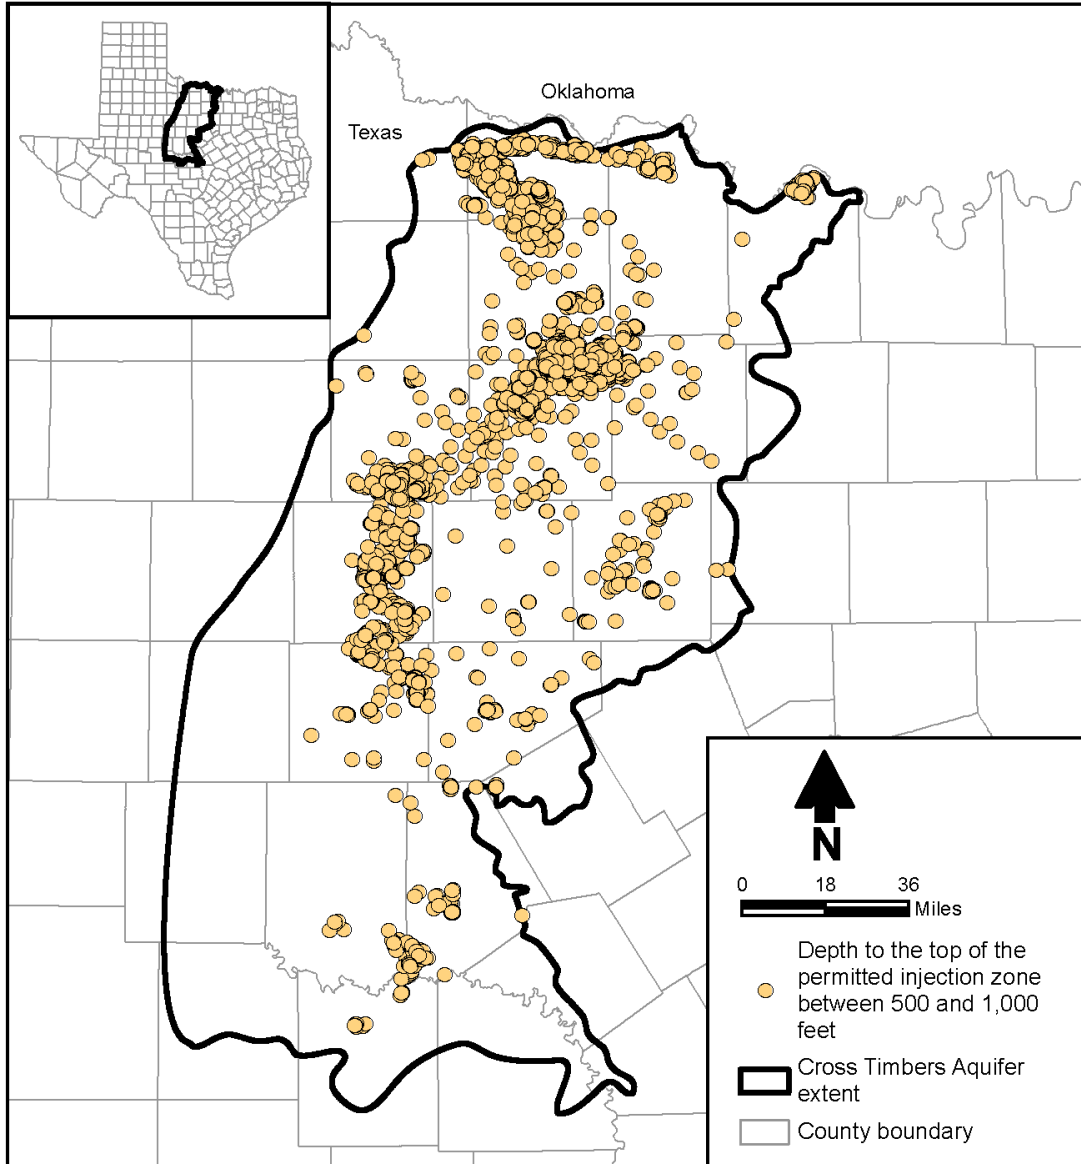 Oklahoma
Texas
N
0 18 36
Miles
Depth to the top of the
permitted injection zone
between 500 and 1,000
feet
Cross Timbers Aquifer
extent
County boundary